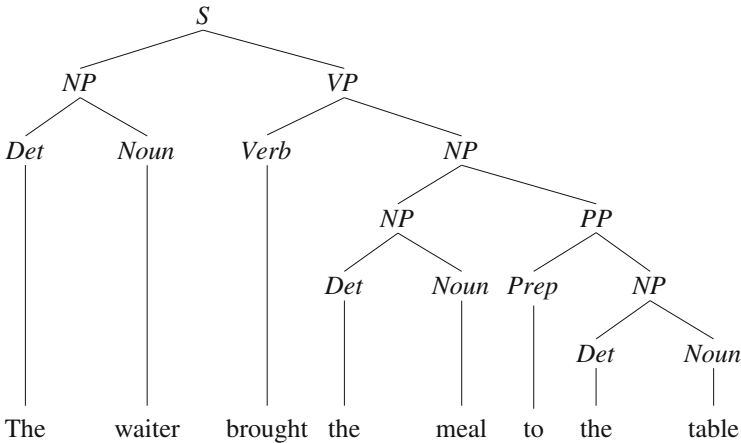 S
NP VP
Det Noun Verb NP
NP PP
Det Noun Prep NP
Det Noun
The waiter brought the meal to the table